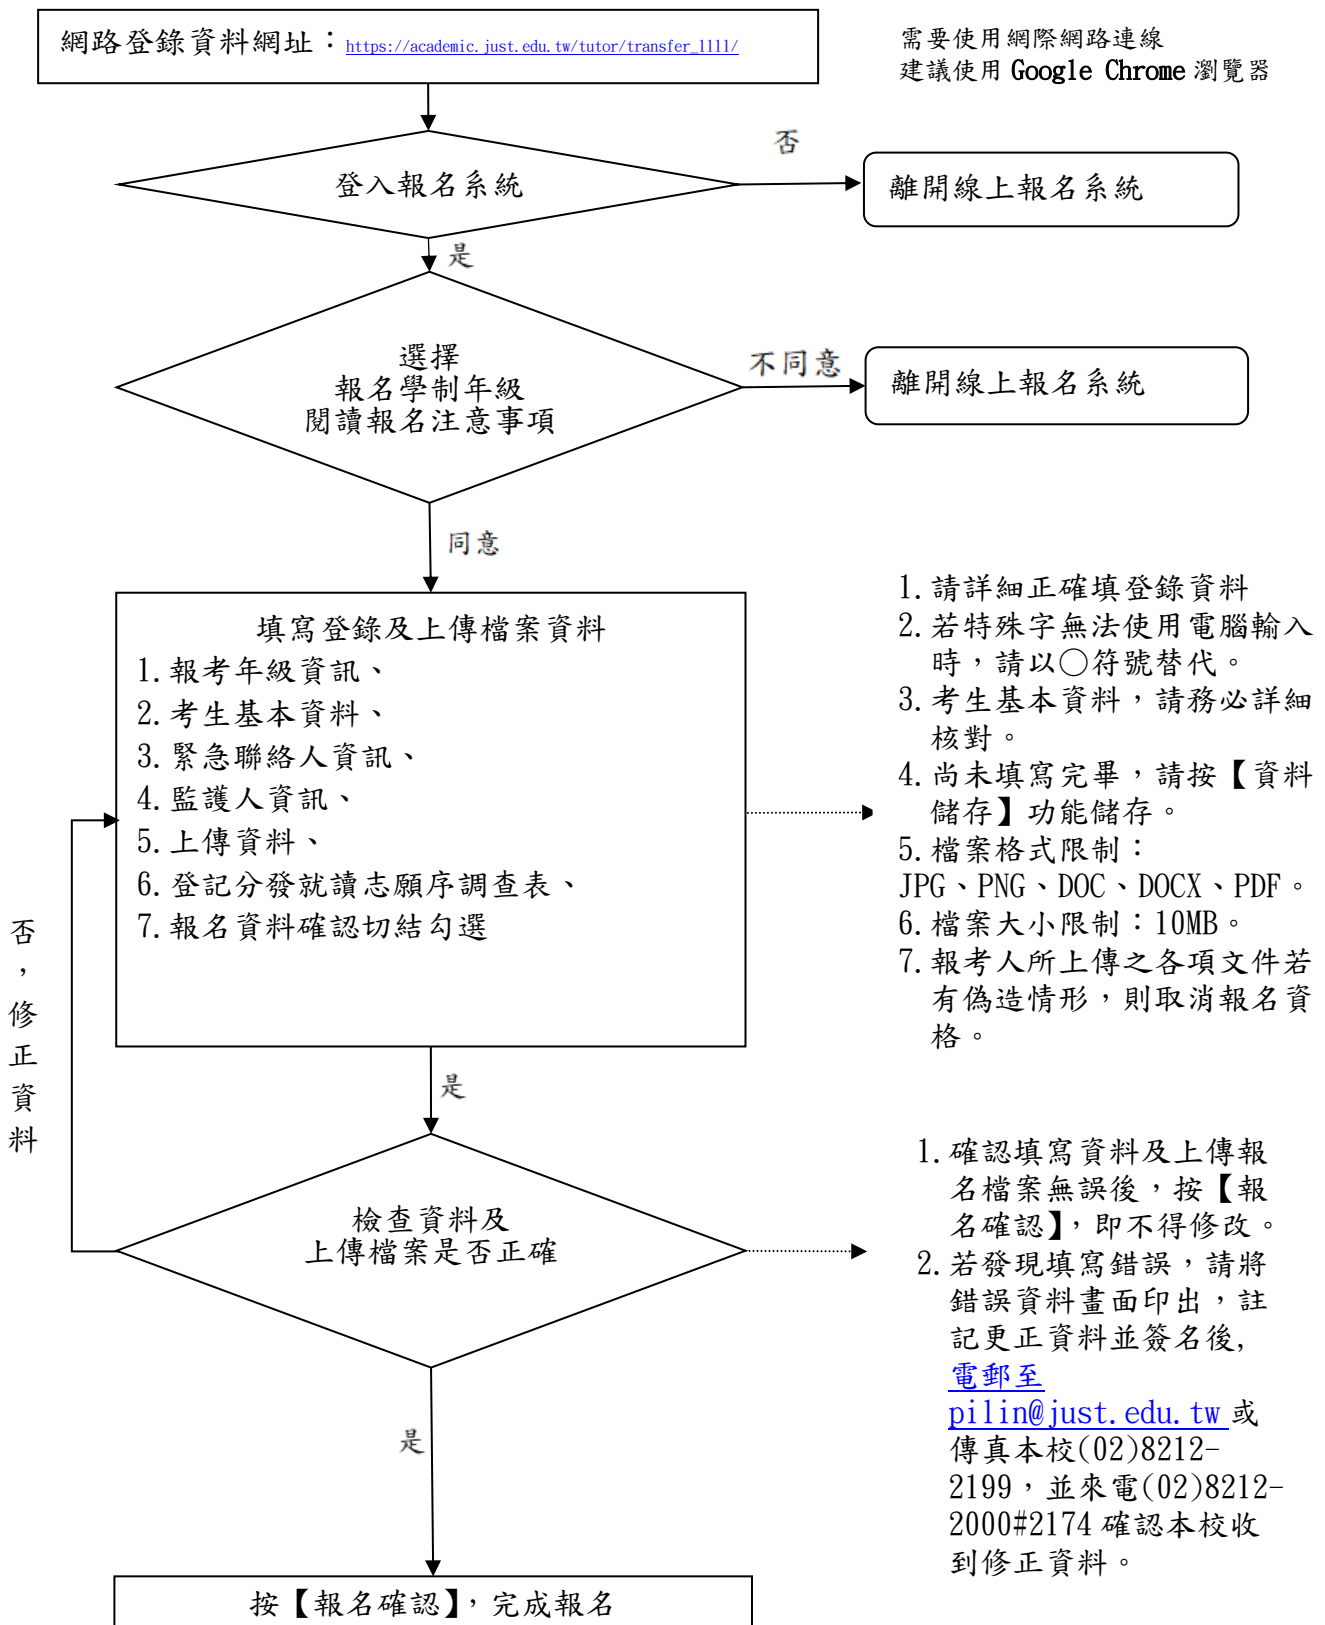 網路登錄資料網址：https://academic.just.edu.tw/tutor/transfer_1111/
需要使用網際網路連線
建議使用 Google Chrome 瀏覽器
登入報名系統
否
離開線上報名系統
是
選擇
報名學制年級
閱讀報名注意事項
不同意
離開線上報名系統
同意
填寫登錄及上傳檔案資料
1.報考年級資訊、
2.考生基本資料、
3.緊急聯絡人資訊、
4.監護人資訊、
5.上傳資料、
6.登記分發就讀志願序調查表、
7.報名資料確認切結勾選
1.請詳細正確填登錄資料
2.若特殊字無法使用電腦輸入
時，請以○符號替代。
3.考生基本資料，請務必詳細
核對。
4.尚未填寫完畢，請按【資料
儲存】功能儲存。
5.檔案格式限制：
JPG、PNG、DOC、DOCX、PDF。
6.檔案大小限制：10MB。
7.報考人所上傳之各項文件若
有偽造情形，則取消報名資
格。
否
，
修
正
資
料
是
檢查資料及
上傳檔案是否正確
1.確認填寫資料及上傳報
名檔案無誤後，按【報
名確認】，即不得修改。
2.若發現填寫錯誤，請將
錯誤資料畫面印出，註
記更正資料並簽名後,
電郵至
pilin@just.edu.tw 或
傳真本校(02)8212-
2199，並來電(02)8212-
2000#2174 確認本校收
到修正資料。
是
按【報名確認】，完成報名